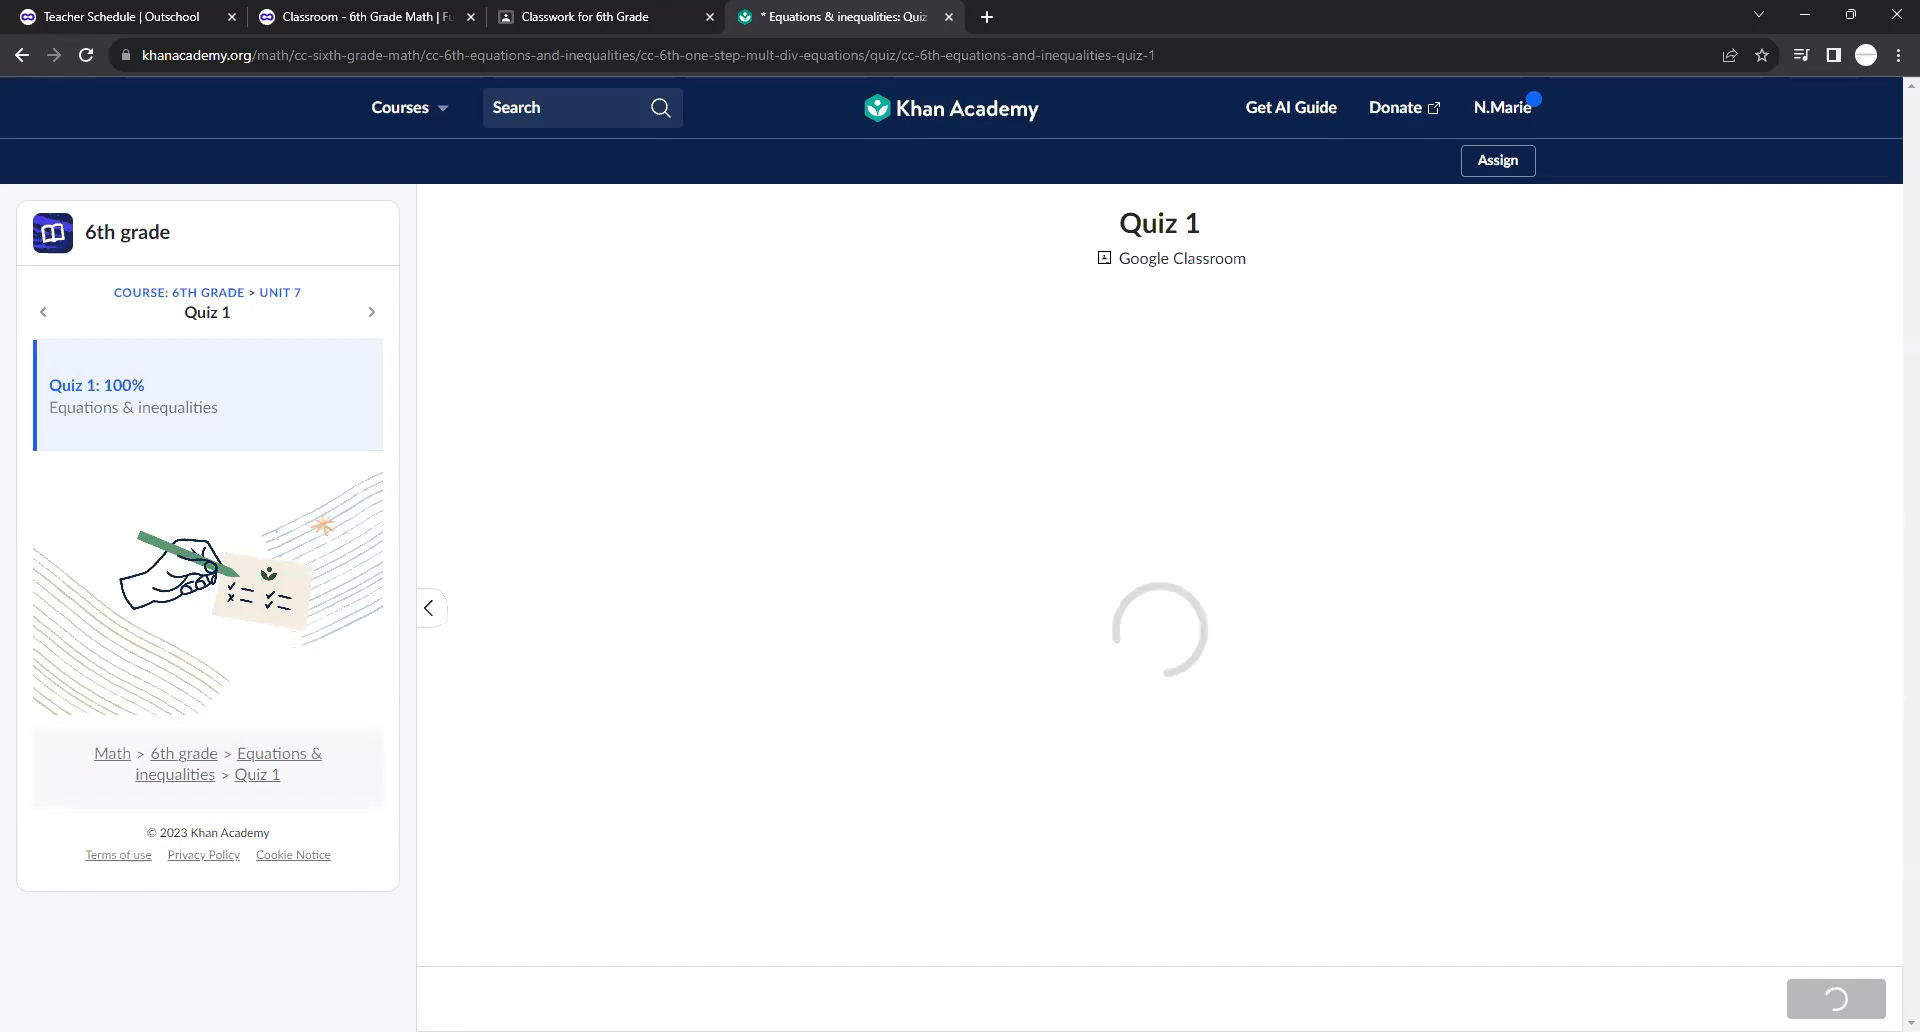 Teacher Schedule | Outschool
Classroom - 6th Grade Math | Fu
Classwork for 6th Grade
* Equations & inequalities: Quiz
khanacademy.org/math/cc-sixth-grade-math/cc-6th-equations-and-inequalities/cc-6th-one-step-mult-div-equations/quiz/cc-6th-equations-and-inequalities-quiz-1
Courses
Search
Khan Academy
Get AI Guide
Donate
N.Marie
Assign
6th grade
COURSE: 6TH GRADE > UNIT 7
Quiz 1
Quiz 1: 100%
Equations & inequalities
Math > 6th grade > Equations &
inequalities > Quiz 1
© 2023 Khan Academy
Terms of use Privacy Policy Cookie Notice
Quiz 1
Google Classroom